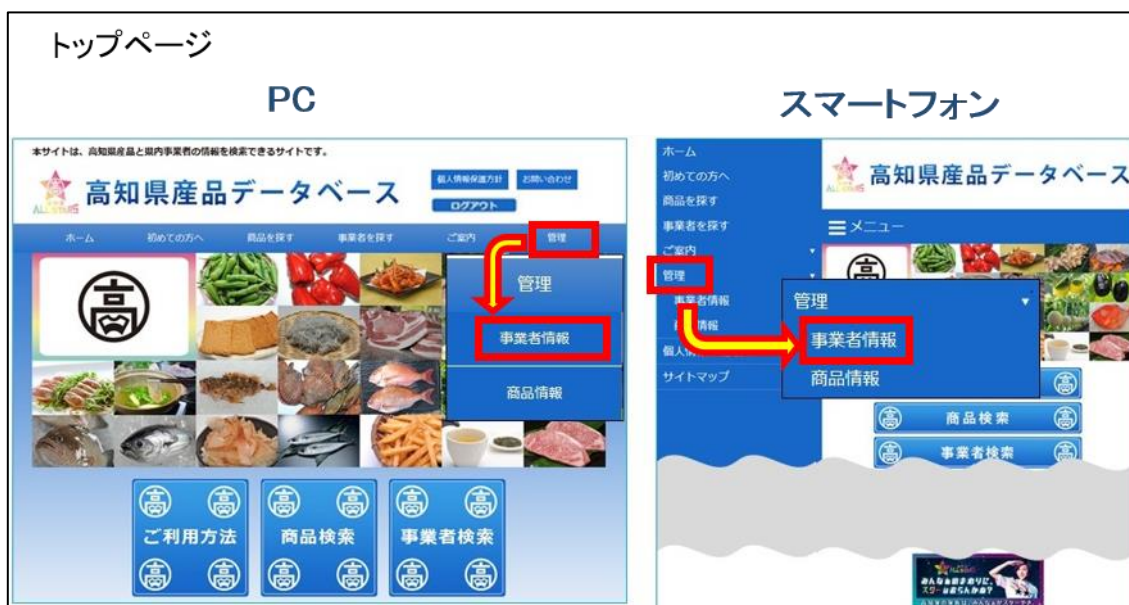 トップページ
PC
スマートフォン
本サイトは、高知県産品と県内事業者の情報を検索できるサイトです。
ALL STARS
高知県産品データベース
個人情報保護方針
お問い合わせ
ログアウト
ホーム
初めての方へ
商品を探す
事業者を探す
ご案内
管理
管理
事業者情報
商品情報
ご利用方法
商品検索
事業者検索
ホーム
初めての方へ
商品を探す
事業者を探す
ご案内
管理
事業者情報
情報
個人情
サイトマップ
高知県産品データベース
メニュー
管理
事業者情報
商品情報
商品検索
事業者検索